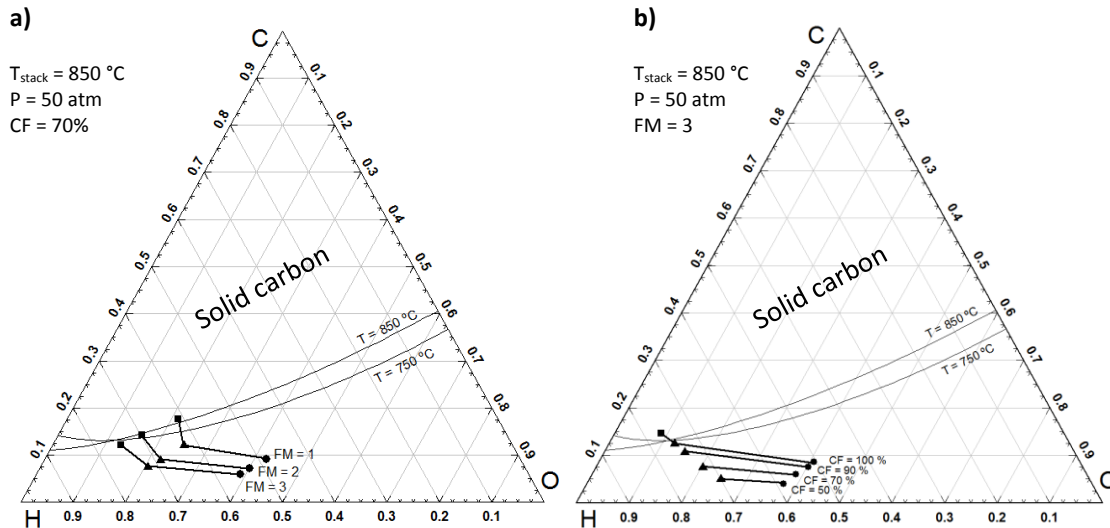 a)
T_stack = 850 °C
P = 50 atm
CF = 70%
C
0.9
0.8
0.7
0.6
0.5
0.4
0.3
0.2
0.1
0.1
0.2
0.3
0.4
0.5
0.6
0.7
0.8
0.9
Solid carbon
T = 850 ºC
T = 750 ºC
FM = 1
FM = 2
FM = 3
H
O
0.9
0.8
0.7
0.6
0.5
0.4
0.3
0.2
0.1
b)
T_stack = 850 °C
P = 50 atm
FM = 3
C
0.9
0.8
0.7
0.6
0.5
0.4
0.3
0.2
0.1
0.1
0.2
0.3
0.4
0.5
0.6
0.7
0.8
0.9
Solid carbon
T = 850 ºC
T = 750 ºC
CF = 100 %
CF = 90 %
CF = 70 %
CF = 50 %
H
O
0.9
0.8
0.7
0.6
0.5
0.4
0.3
0.2
0.1